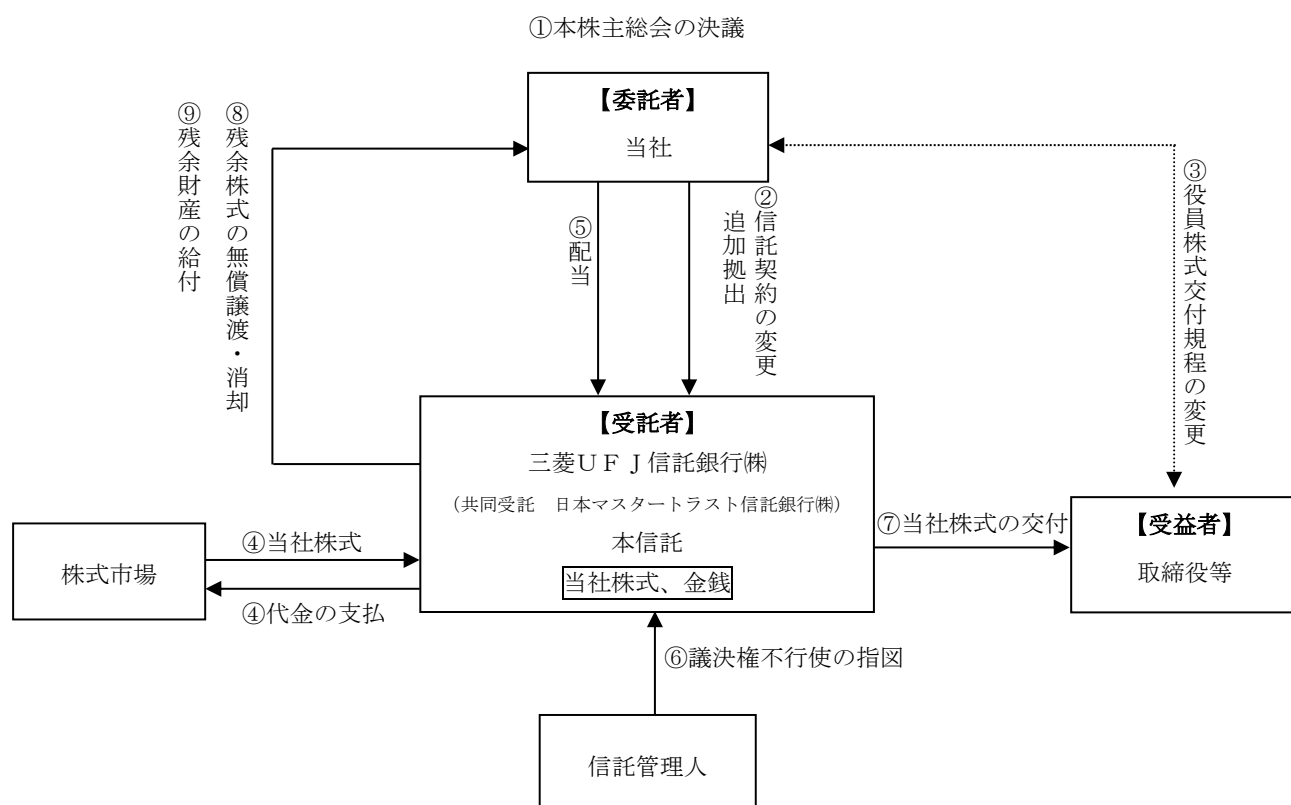 ①本株主総会の決議
【委託者】
当社
⑨残余財産の給付
⑧残余株式の無償譲渡・消却
⑤配当
②信託契約の変更
追加拠出
③役員株式交付規程の変更
【受託者】
三菱UFJ信託銀行㈱
(共同受託　日本マスタートラスト信託銀行㈱)
本信託
当社株式、金銭
株式市場
④当社株式
④代金の支払
⑦当社株式の交付
【受益者】
取締役等
⑥議決権不行使の指図
信託管理人